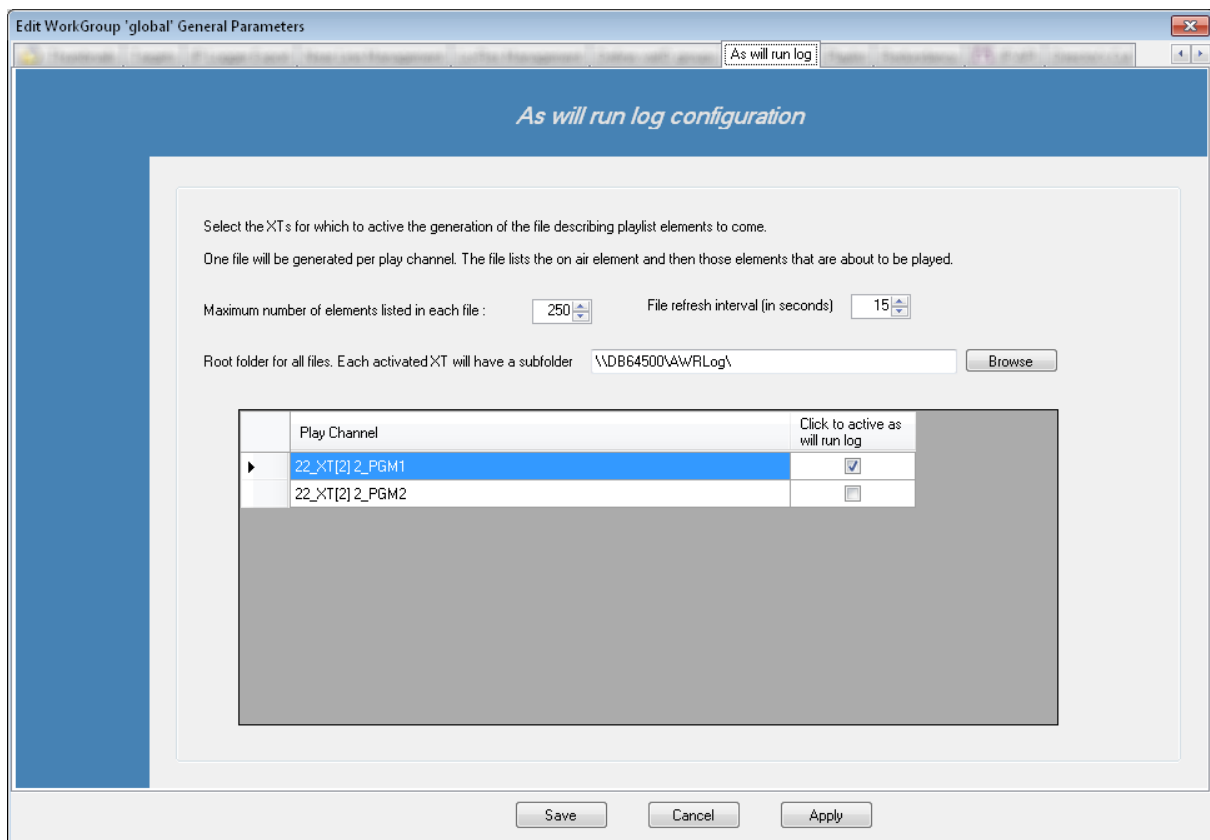 Edit WorkGroup 'global' General Parameters
As will run log
As will run log configuration
Select the XTs for which to active the generation of the file describing playlist elements to come.
One file will be generated per play channel. The file lists the on air element and then those elements that are about to be played.
Maximum number of elements listed in each file : 250 File refresh interval (in seconds) 15
Root folder for all files. Each activated XT will have a subfolder \\DB64500\AWRLog\ Browse
Play Channel Click to active as
will run log
22_XT[2] 2_PGM1
22_XT[2] 2_PGM2
Save Cancel Apply